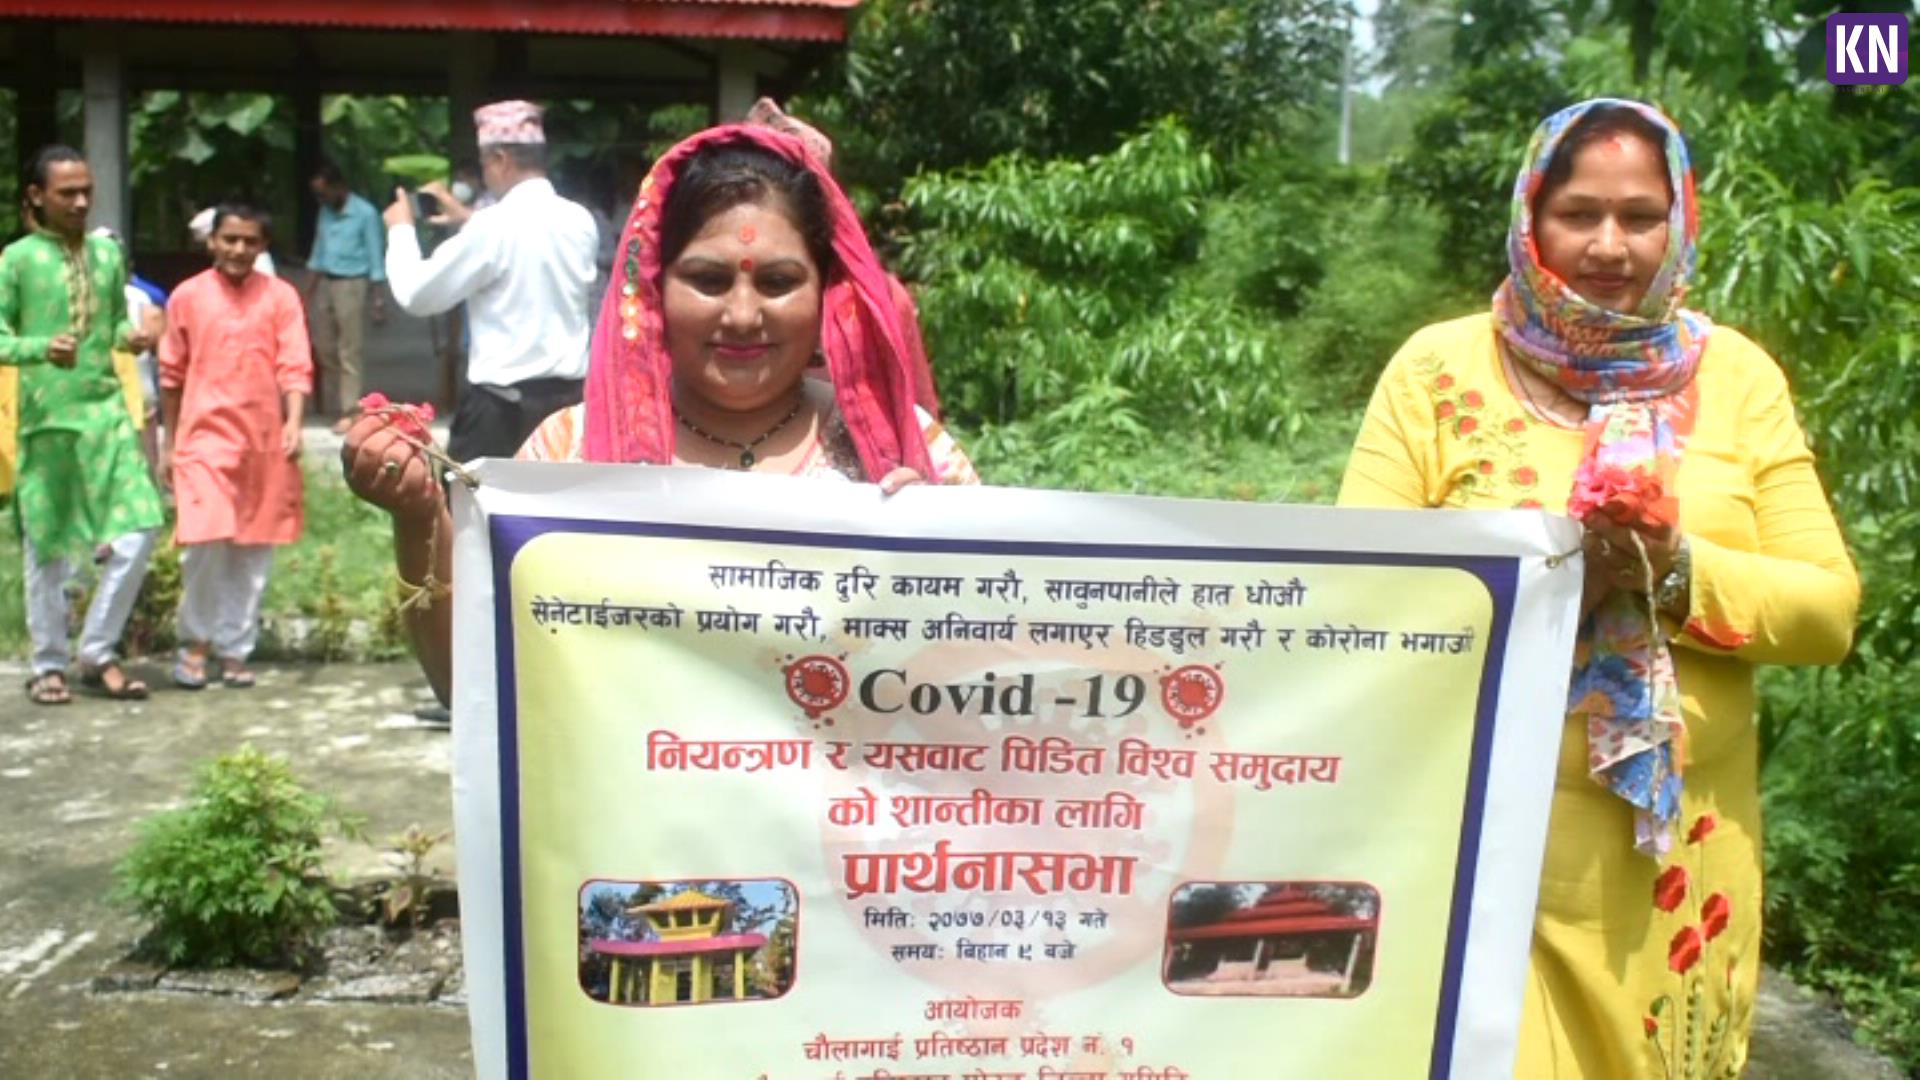 KN
सामाजिक दुरि कायम गरौ, सावुनपानीले हात धोऔ
सेनेटाईजरको प्रयोग गरौ, माक्स अनिवार्य लगाएर हिडडुल गरौ र कोरोना भगाऔ
Covid -19
नियन्त्रण र यसवाट पिडित विश्व समुदाय
को शान्तीका लागि
प्रार्थनासभा
मिति: २०७७/०३/१३ गते
समय: बिहान ९ बजे
आयोजक
चौलागाई प्रतिष्ठान प्रदेश नं. १